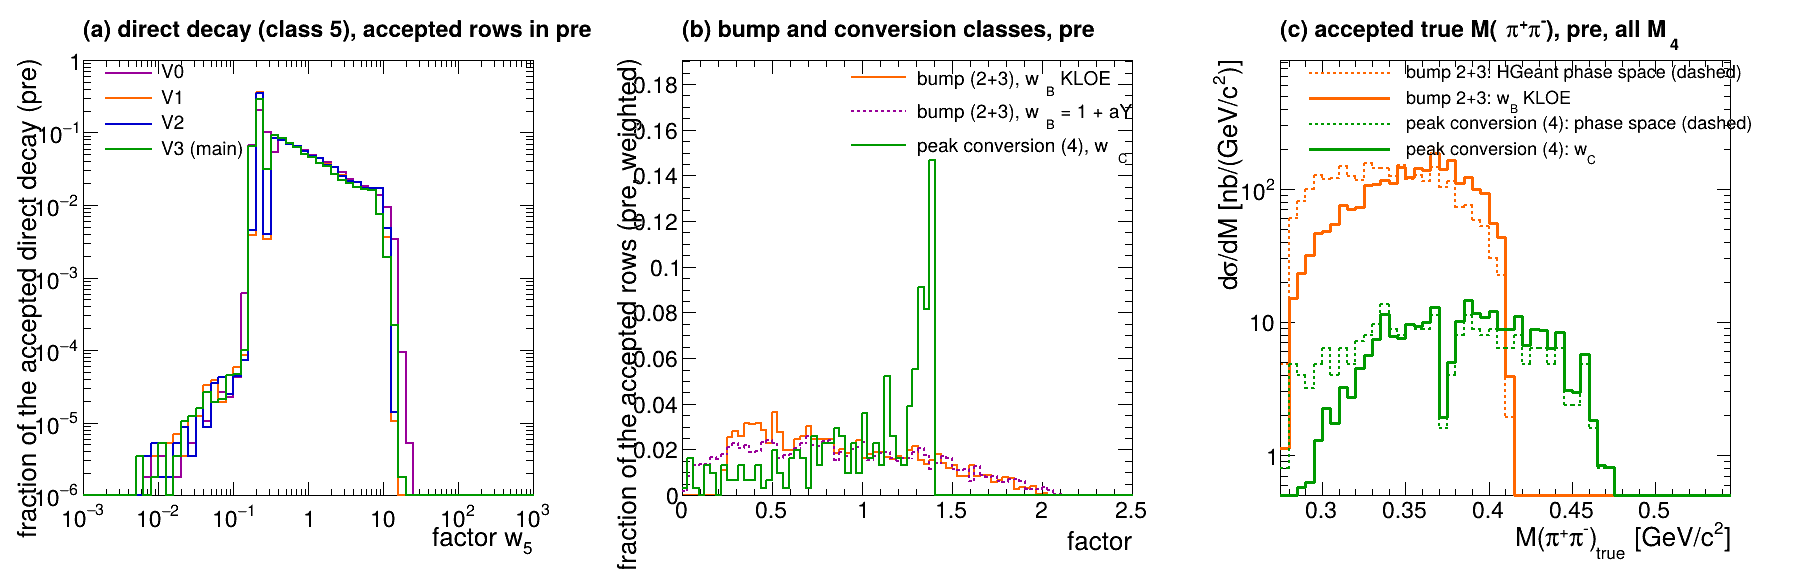 (a) direct decay (class 5), accepted rows in pre
fraction of the accepted direct decay (pre)
V0
V1
V2
V3 (main)
1
10⁻¹
10⁻²
10⁻³
10⁻⁴
10⁻⁵
10⁻⁶
10⁻³ 10⁻² 10⁻¹ 1 10 10² 10³
factor w₅
(b) bump and conversion classes, pre
fraction of the accepted rows (pre, weighted)
bump (2+3), w_B KLOE
bump (2+3), w_B = 1 + aY
peak conversion (4), w_C
0.18
0.16
0.14
0.12
0.1
0.08
0.06
0.04
0.02
0
0 0.5 1 1.5 2 2.5
factor
(c) accepted true M( π⁺π⁻), pre, all M₄
dσ/dM [nb/(GeV/c²)]
bump 2+3: HGeant phase space (dashed)
bump 2+3: w_B KLOE
peak conversion (4): phase space (dashed)
peak conversion (4): w_C
10²
10
1
0.3 0.35 0.4 0.45 0.5
M(π⁺π⁻)_true [GeV/c²]